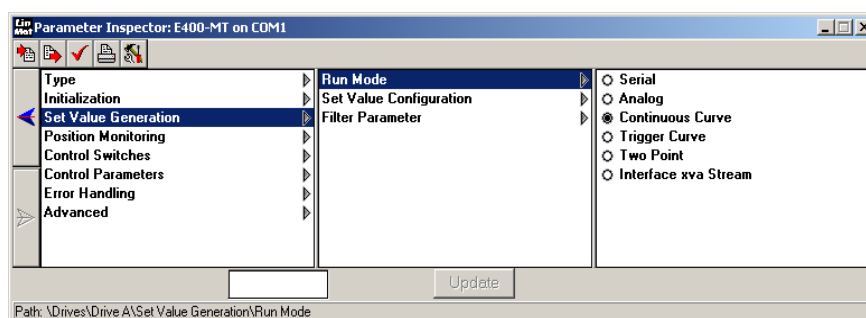 Lin Mot Parameter Inspector: E400-MT on COM1
Type
Initialization
Set Value Generation
Position Monitoring
Control Switches
Control Parameters
Error Handling
Advanced
Run Mode
Set Value Configuration
Filter Parameter
Serial
Analog
Continuous Curve
Trigger Curve
Two Point
Interface xva Stream
Update
Path: \Drives\Drive A\Set Value Generation\Run Mode